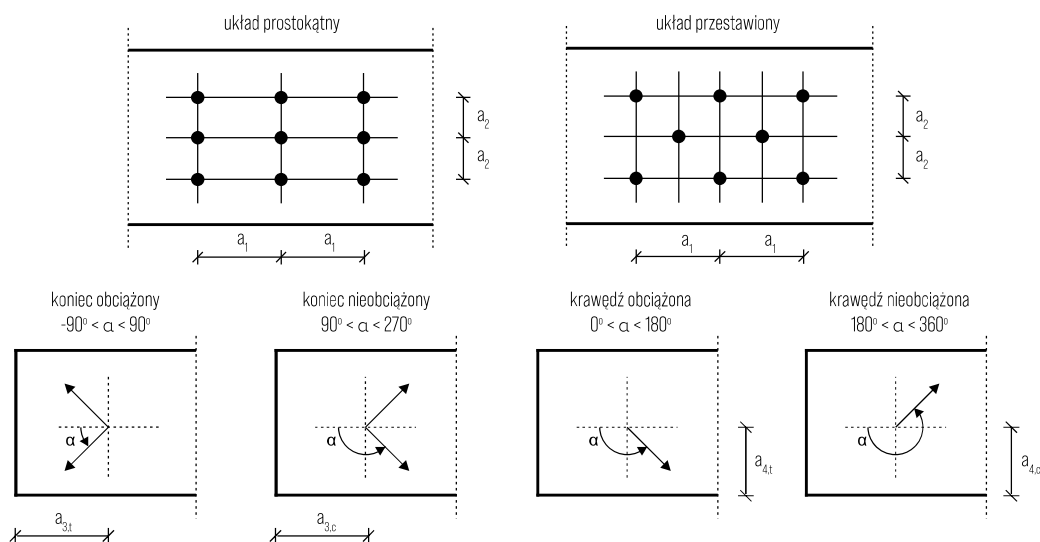 układ prostokątny
układ przestawiony
a2
a2
a2
a2
a1
a1
a1
a1
koniec obciążony
-90° < α < 90°
koniec nieobciążony
90° < α < 270°
krawędź obciążona
0° < α < 180°
krawędź nieobciążona
180° < α < 360°
α
α
α
α
a4,t
a4,c
a3,t
a3,c